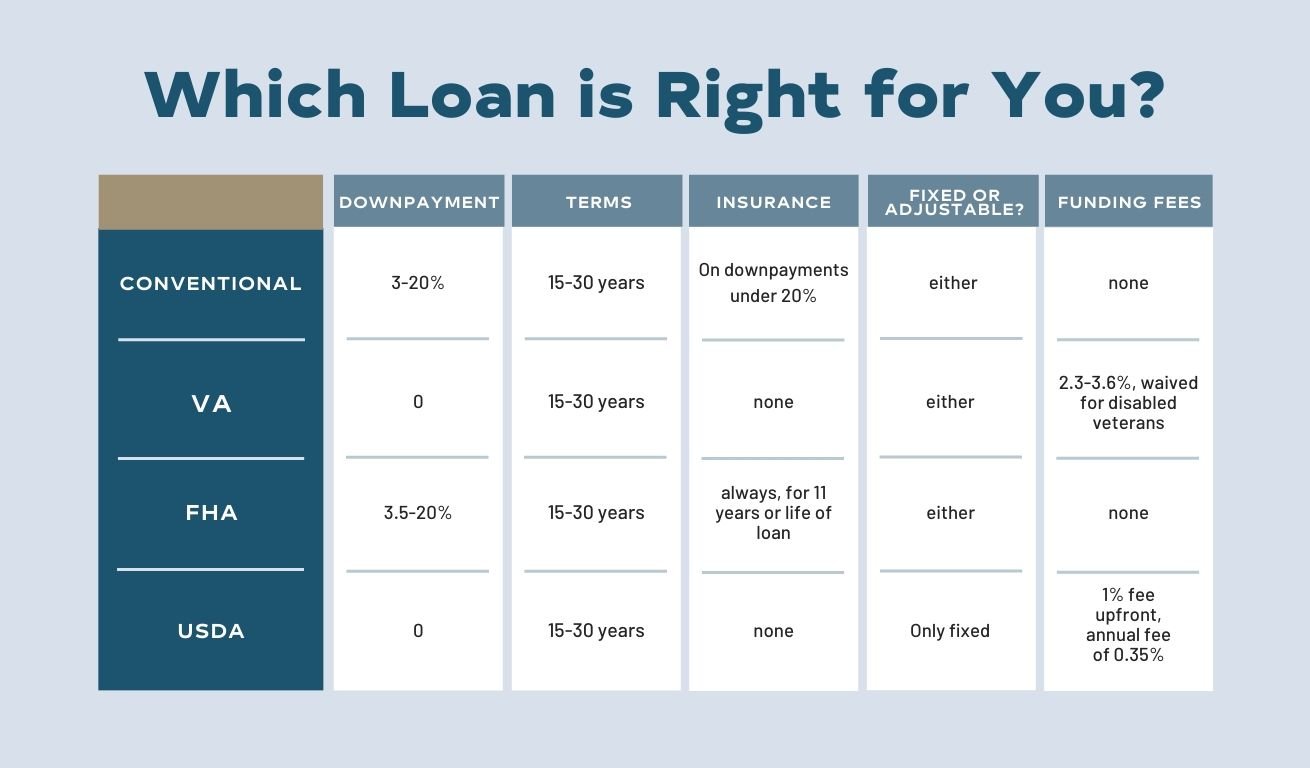 Which Loan is Right for You?
DOWNPAYMENT
TERMS
INSURANCE
FIXED OR
ADJUSTABLE?
FUNDING FEES
CONVENTIONAL
3-20%
15-30 years
On downpayments
under 20%
either
none
VA
0
15-30 years
none
either
2.3-3.6%, waived
for disabled
veterans
FHA
3.5-20%
15-30 years
always, for 11
years or life of
loan
either
none
USDA
0
15-30 years
none
Only fixed
1% fee
upfront,
annual fee
of 0.35%